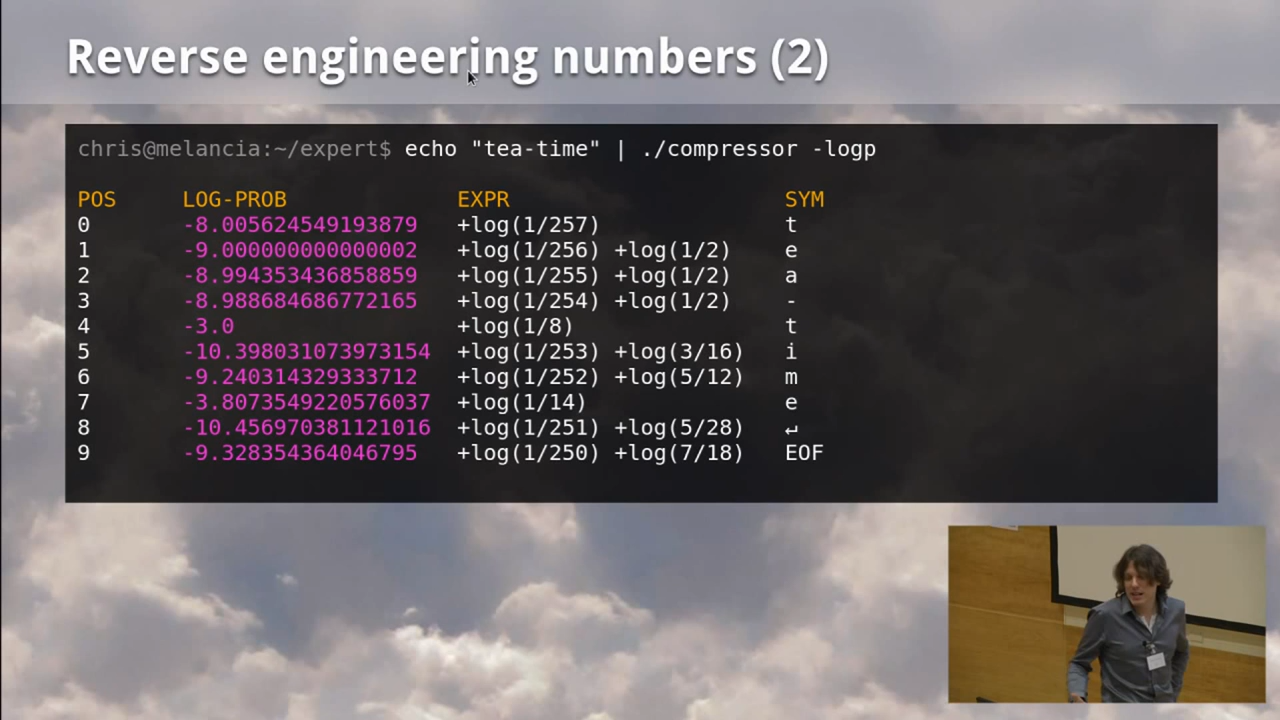 Reverse engineering numbers (2)
chris@melancia:~/expert$ echo "tea-time" | ./compressor -logp
POS LOG-PROB EXPR SYM
0 -8.005624549193879 +log(1/257) t
1 -9.000000000000002 +log(1/256) +log(1/2) e
2 -8.994353436858859 +log(1/255) +log(1/2) a
3 -8.988684686772165 +log(1/254) +log(1/2) -
4 -3.0 +log(1/8) t
5 -10.398031073973154 +log(1/253) +log(3/16) i
6 -9.240314329333712 +log(1/252) +log(5/12) m
7 -3.8073549220576037 +log(1/14) e
8 -10.456970381121016 +log(1/251) +log(5/28) ↵
9 -9.328354364046795 +log(1/250) +log(7/18) EOF